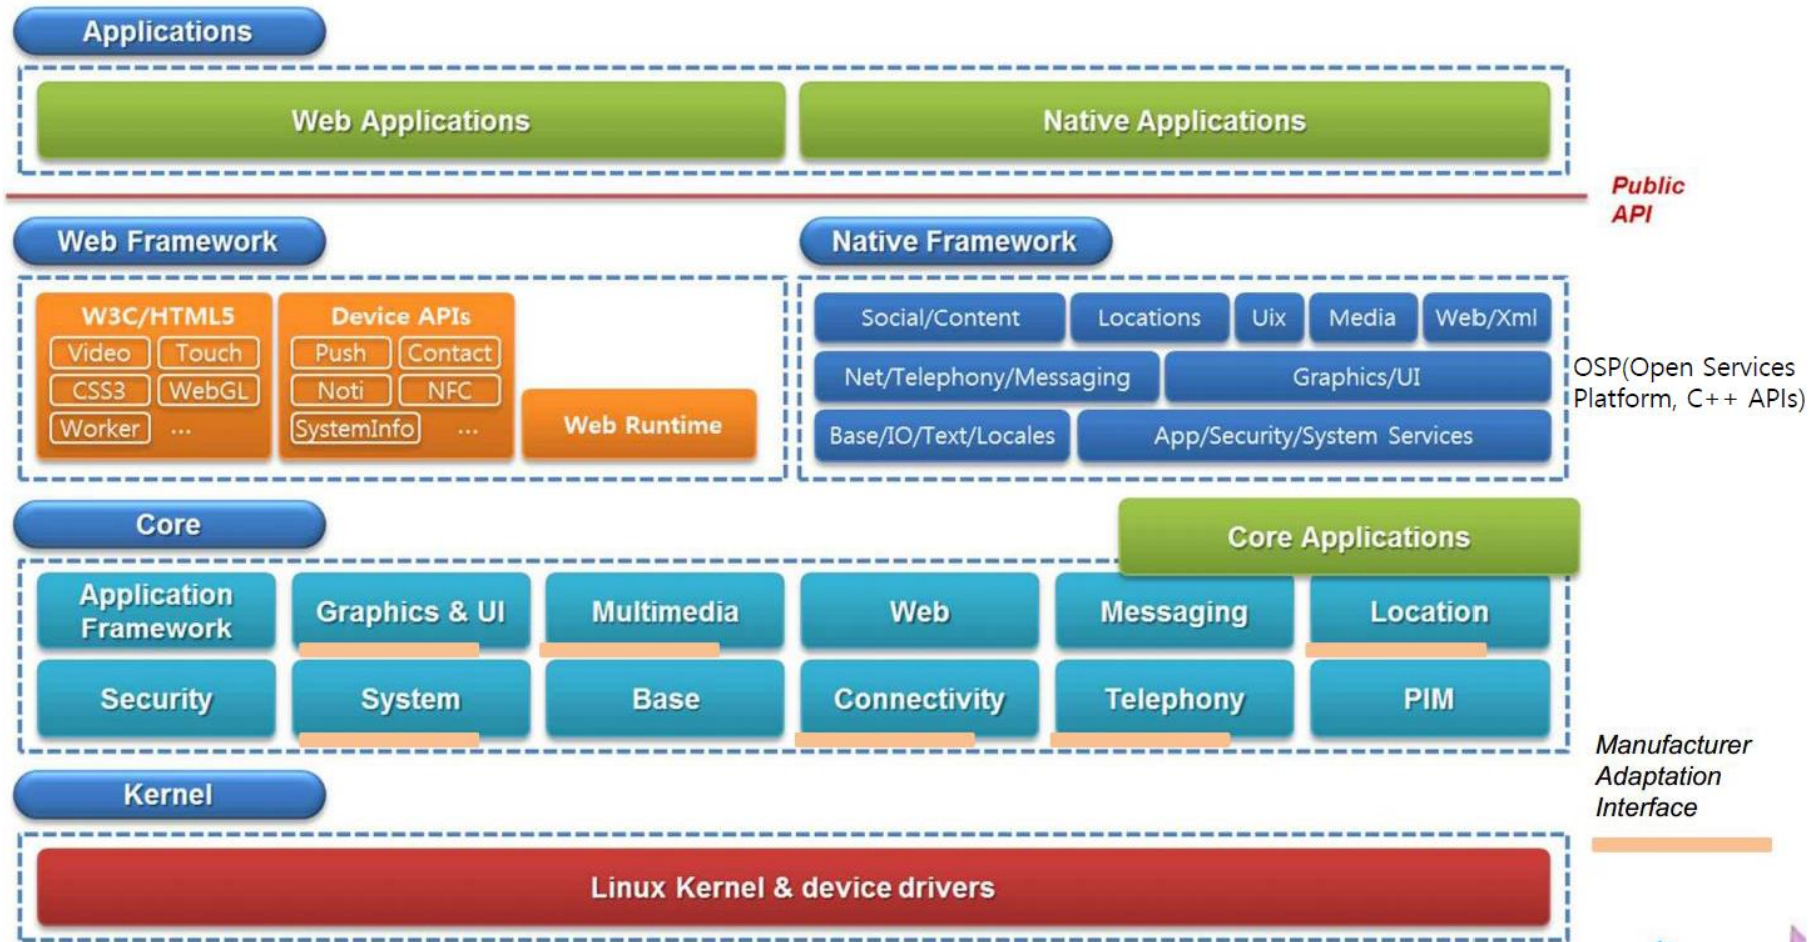 Applications
Web Applications
Native Applications
Public
API
Web Framework
Native Framework
W3C/HTML5
Video
Touch
CSS3
WebGL
Worker
...
Device APIs
Push
Contact
Noti
NFC
SystemInfo
...
Web Runtime
Social/Content
Locations
Uix
Media
Web/Xml
Net/Telephony/Messaging
Graphics/UI
Base/IO/Text/Locales
App/Security/System Services
OSP(Open Services
Platform, C++ APIs)
Core
Core Applications
Application
Framework
Graphics & UI
Multimedia
Web
Messaging
Location
Security
System
Base
Connectivity
Telephony
PIM
Manufacturer
Adaptation
Interface
Kernel
Linux Kernel & device drivers